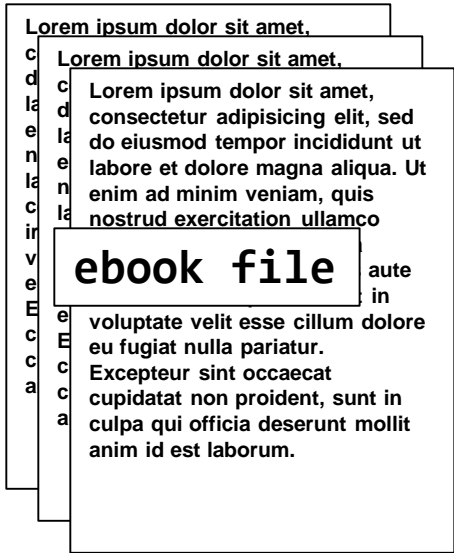 Lorem ipsum dolor sit amet,
Lorem ipsum dolor sit amet,
Lorem ipsum dolor sit amet,
consectetur adipisicing elit, sed
do eiusmod tempor incididunt ut
labore et dolore magna aliqua. Ut
enim ad minim veniam, quis
nostrud exercitation ullamco
ebook file
aute
in
voluptate velit esse cillum dolore
eu fugiat nulla pariatur.
Excepteur sint occaecat
cupidatat non proident, sunt in
culpa qui officia deserunt mollit
anim id est laborum.